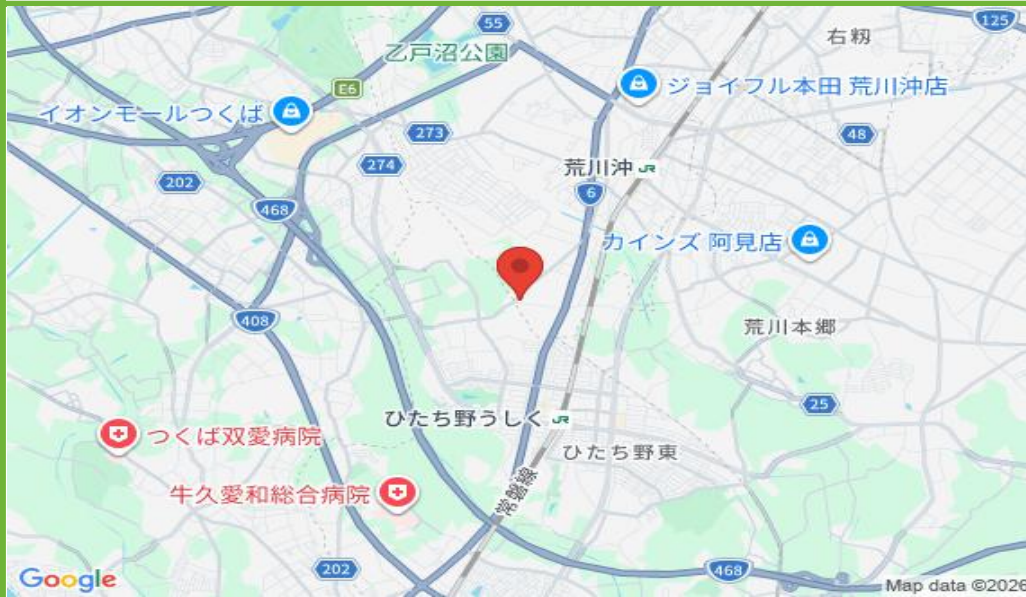 55
125
右籾
乙戸沼公園
E6
ジョイフル本田 荒川沖店
イオンモールつくば
273
48
274
荒川沖 JR
202
6
468
カインズ 阿見店
408
荒川本郷
25
ひたち野うしく JR
つくば双愛病院
ひたち野東
牛久愛和総合病院
常磐線
202
468
Google
Map data ©2026